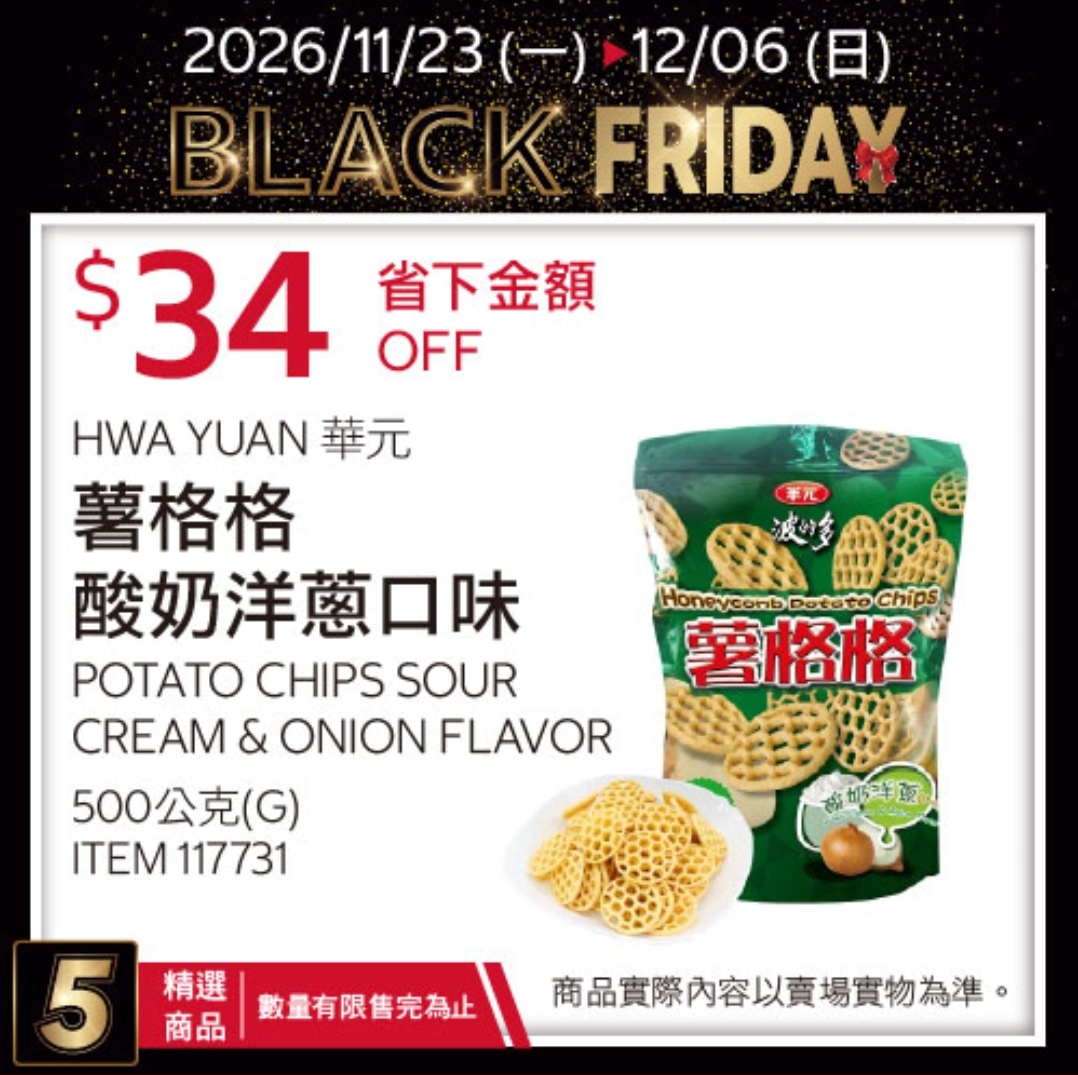 2026/11/23 (一) ▶ 12/06 (日)
BLACK FRIDAY
$34 省下金額
OFF
HWA YUAN 華元
薯格格
酸奶洋蔥口味
POTATO CHIPS SOUR
CREAM & ONION FLAVOR
500公克(G)
ITEM 117731
華元
波的多
Honeycomb Potato Chips
薯格格
酸奶洋蔥
5
精選
商品
數量有限售完為止
商品實際內容以賣場實物為準。